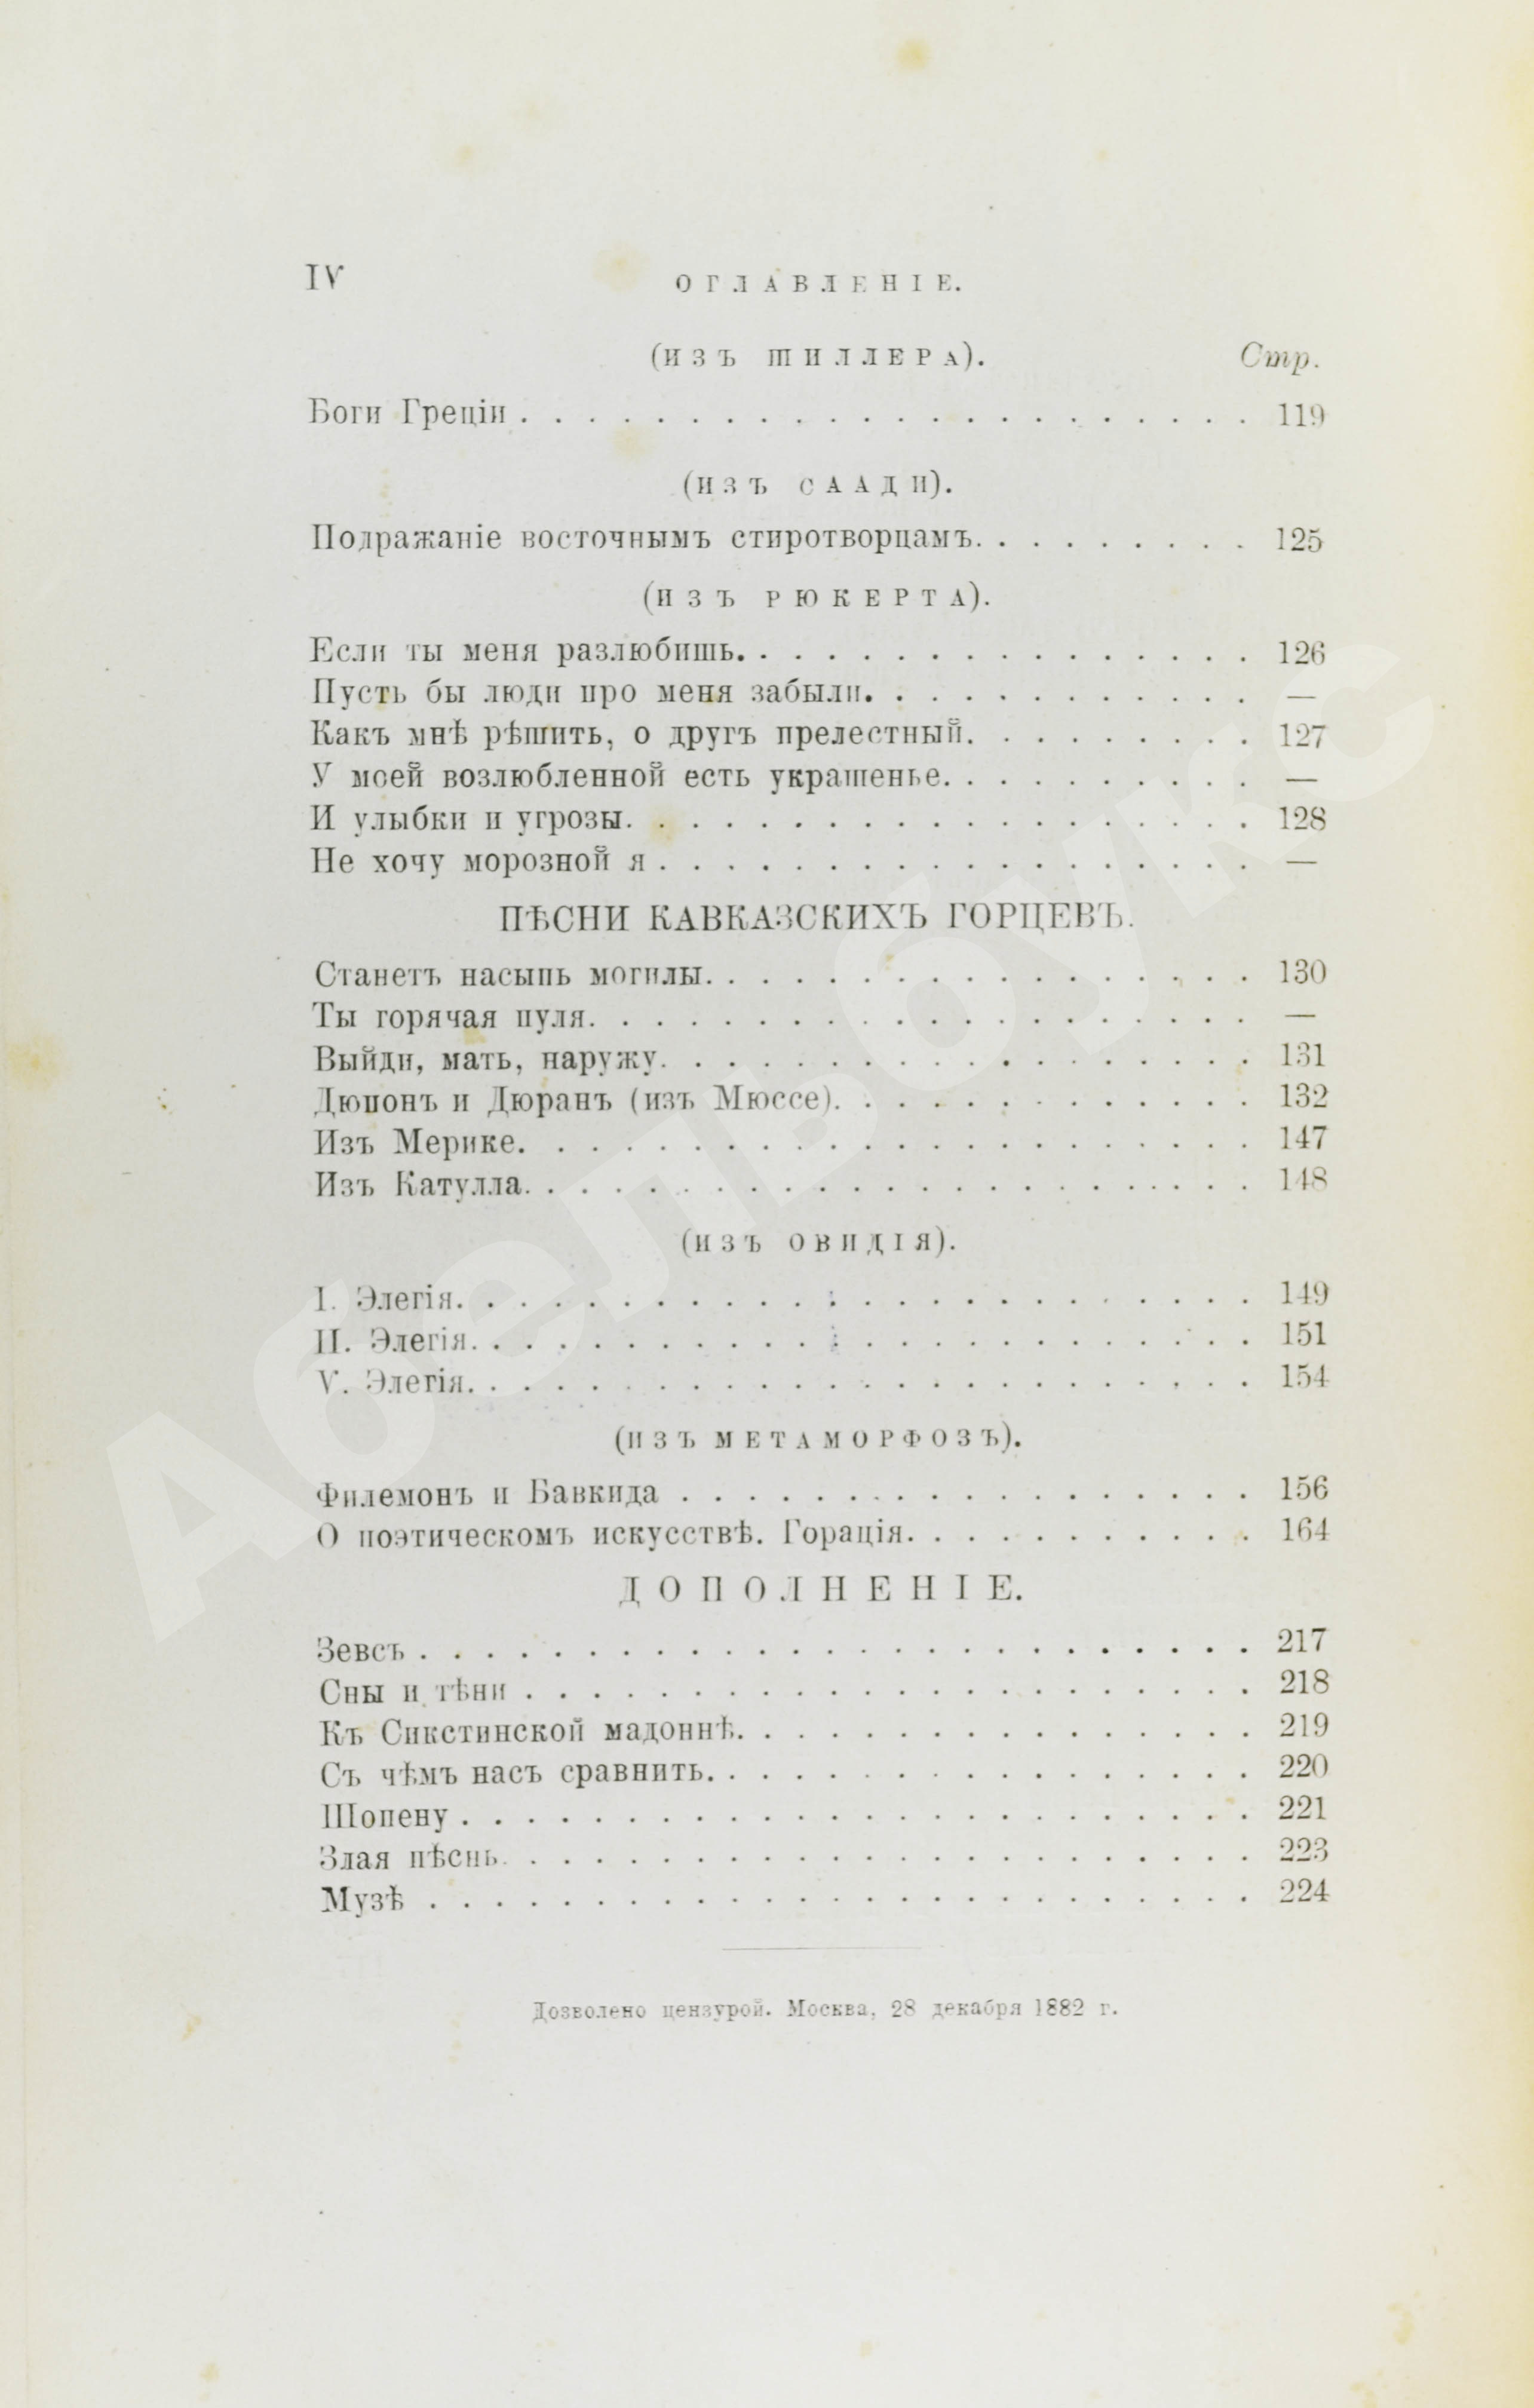 IV
ОГЛАВЛЕНІЕ.
(ИЗЪ ШИЛЛЕРА). Стр.
Боги Греціи . . . . . . . . . . . . . . . . . . . . . . 119
(ИЗЪ СААДИ).
Подражаніе восточнымъ стиротворцамъ. . . . . . . . . 125
(ИЗЪ РЮКЕРТА).
Если ты меня разлюбишь. . . . . . . . . . . . . . . . 126
Пусть бы люди про меня забыли. . . . . . . . . . . . —
Какъ мнѣ рѣшить, о другъ прелестный. . . . . . . . . 127
У моей возлюбленной есть украшенье. . . . . . . . . . —
И улыбки и угрозы. . . . . . . . . . . . . . . . . . . 128
Не хочу морозной я . . . . . . . . . . . . . . . . . . —
ПѢСНИ КАВКАЗСКИХЪ ГОРЦЕВЪ.
Станетъ насыпь могилы. . . . . . . . . . . . . . . . . 130
Ты горячая пуля. . . . . . . . . . . . . . . . . . . . —
Выйди, мать, наружу. . . . . . . . . . . . . . . . . . 131
Дюпонъ и Дюранъ (изъ Мюссе). . . . . . . . . . . . . 132
Изъ Мерике. . . . . . . . . . . . . . . . . . . . . . 147
Изъ Катулла. . . . . . . . . . . . . . . . . . . . . . 148
(ИЗЪ ОВИДІЯ).
I. Элегія. . . . . . . . . . . . . . . . . . . . . . . . 149
II. Элегія. . . . . . . . . . . . . . . . . . . . . . . . 151
V. Элегія. . . . . . . . . . . . . . . . . . . . . . . . 154
(ИЗЪ МЕТАМОРФОЗЪ).
Филемонъ и Бавкида . . . . . . . . . . . . . . . . . 156
О поэтическомъ искусствѣ. Горація. . . . . . . . . . . 164
ДОПОЛНЕНІЕ.
Зевсъ . . . . . . . . . . . . . . . . . . . . . . . . . 217
Сны и тѣни . . . . . . . . . . . . . . . . . . . . . . 218
Къ Сикстинской мадоннѣ. . . . . . . . . . . . . . . . 219
Съ чѣмъ насъ сравнить. . . . . . . . . . . . . . . . . 220
Шопену . . . . . . . . . . . . . . . . . . . . . . . . 221
Злая пѣснь. . . . . . . . . . . . . . . . . . . . . . . 223
Музѣ . . . . . . . . . . . . . . . . . . . . . . . . . 224
Дозволено цензурой. Москва, 28 декабря 1882 г.
Абельбукс